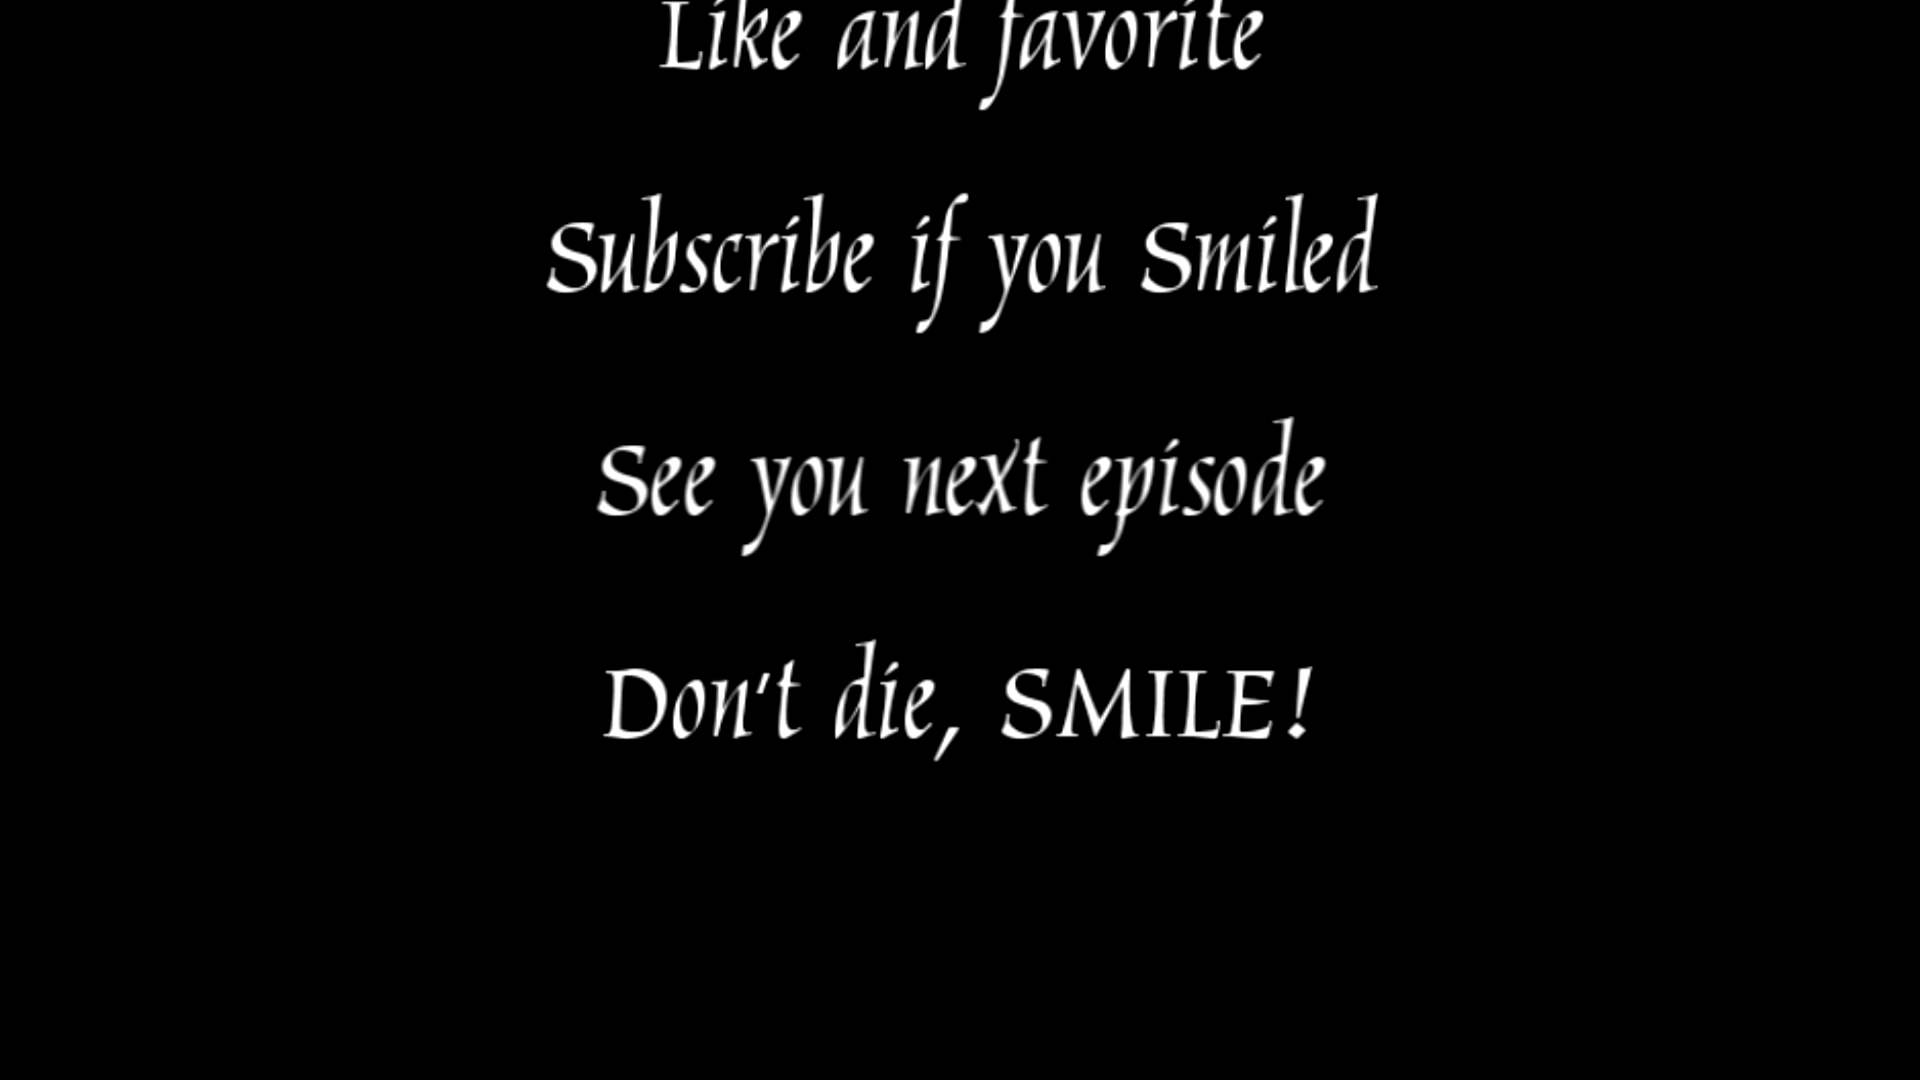 Like and favorite
Subscribe if you Smiled
See you next episode
Don't die, SMILE!